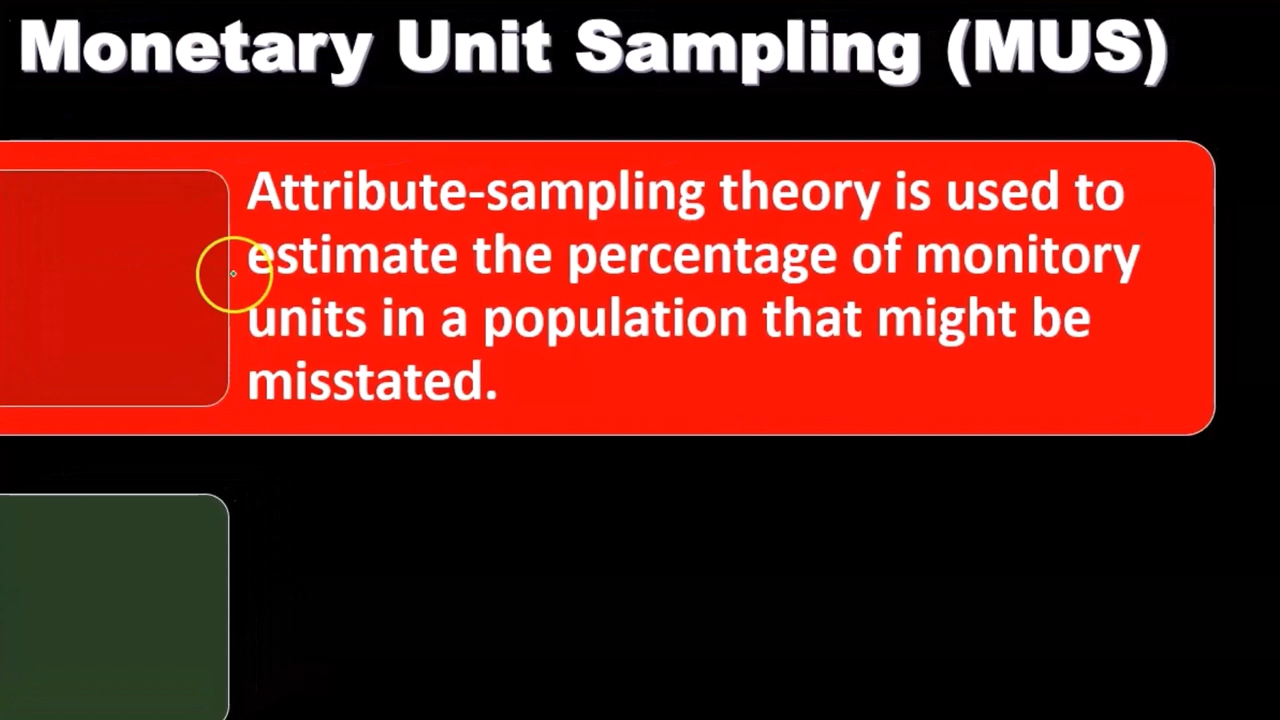 Monetary Unit Sampling (MUS)
Attribute-sampling theory is used to
estimate the percentage of monitory
units in a population that might be
misstated.